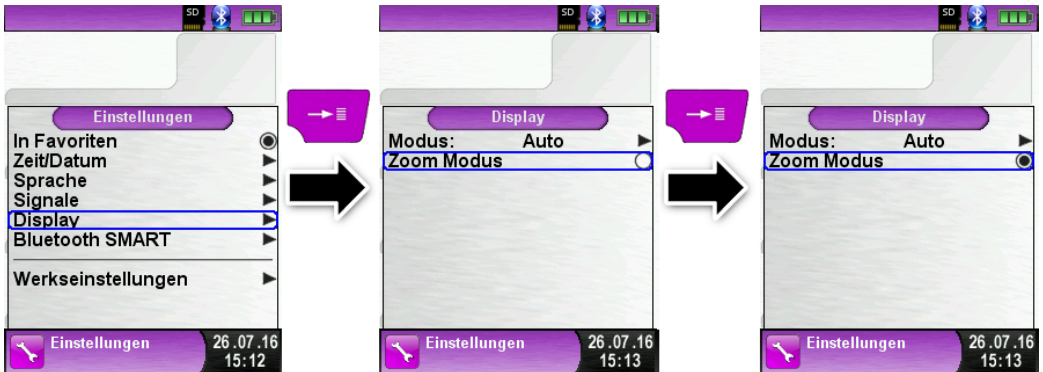 SD
Einstellungen
In Favoriten
Zeit/Datum
Sprache
Signale
Display
Bluetooth SMART
Werkseinstellungen
Einstellungen
26.07.16
15:12
SD
Display
Modus: Auto
Zoom Modus
Einstellungen
26.07.16
15:13
SD
Display
Modus: Auto
Zoom Modus
Einstellungen
26.07.16
15:13